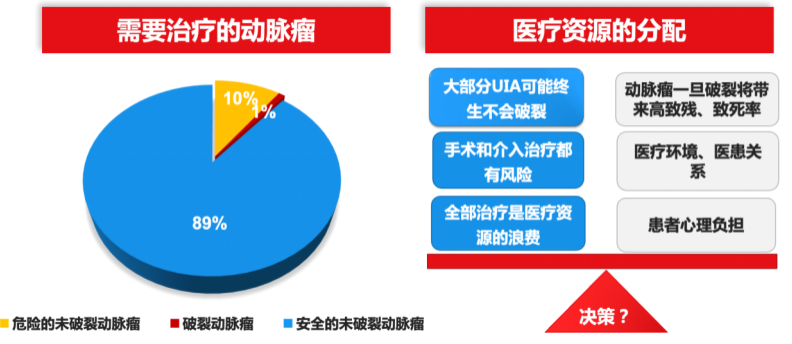 需要治疗的动脉瘤
10%
1%
89%
危险的未破裂动脉瘤
破裂动脉瘤
安全的未破裂动脉瘤
医疗资源的分配
大部分UIA可能终
生不会破裂
动脉瘤一旦破裂将带
来高致残、致死率
手术和介入治疗都
有风险
医疗环境、医患关
系
全部治疗是医疗资
源的浪费
患者心理负担
决策？